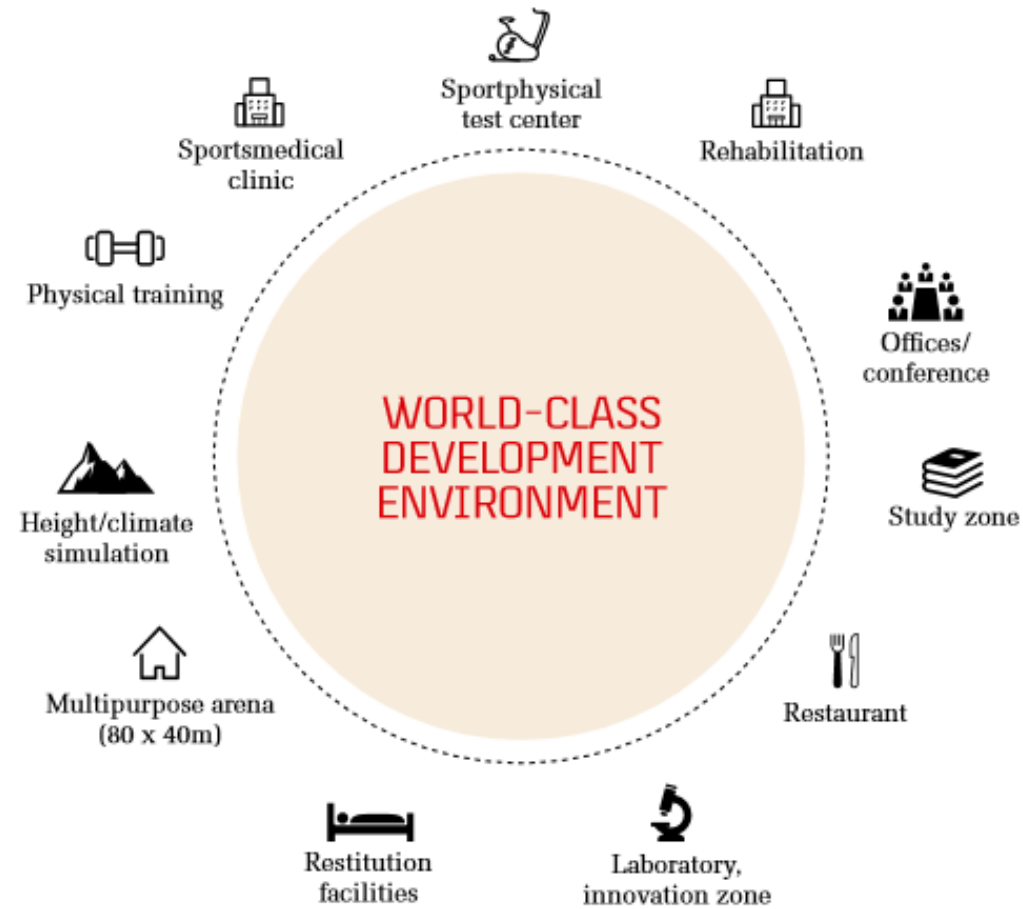 Sportphysical
test center
Sportsmedical
clinic
Rehabilitation
Physical training
Offices/
conference
WORLD-CLASS
DEVELOPMENT
ENVIRONMENT
Height/climate
simulation
Study zone
Multipurpose arena
(80 x 40m)
Restaurant
Restitution
facilities
Laboratory,
innovation zone